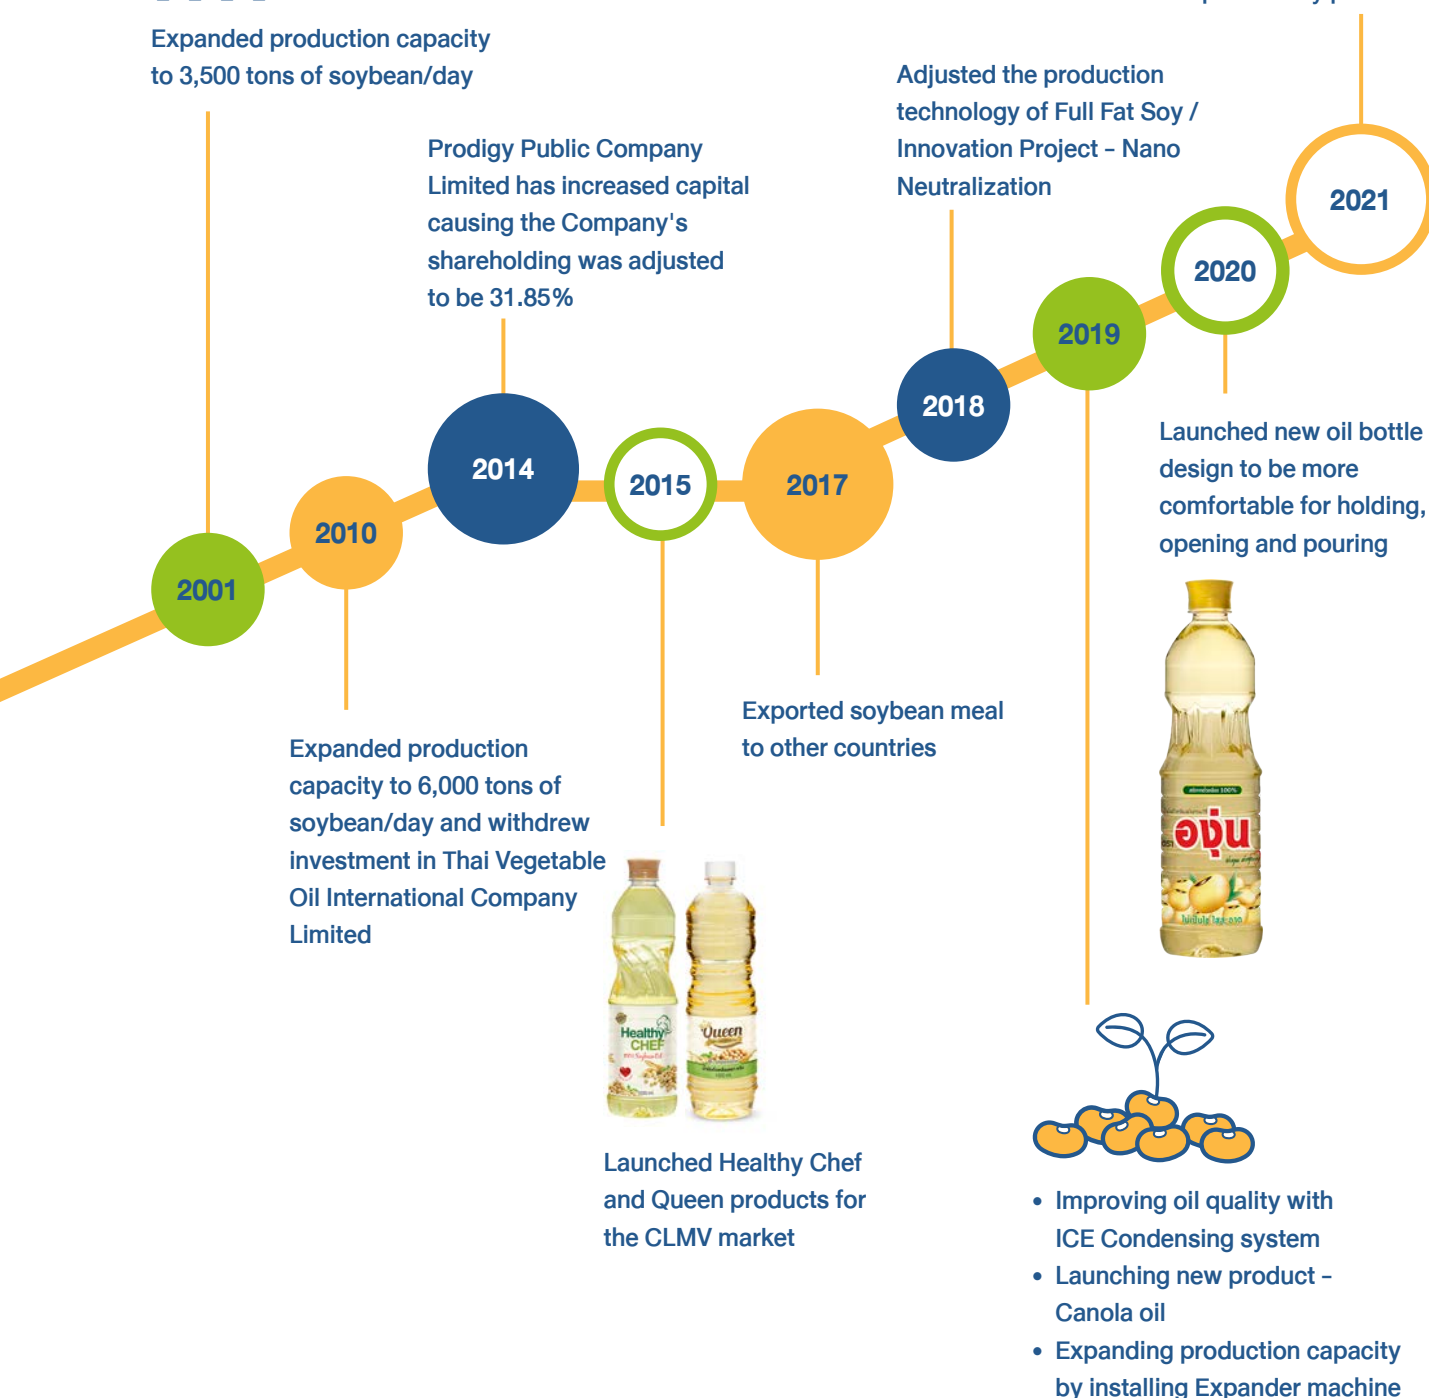 Expanded production capacity
to 3,500 tons of soybean/day
Prodigy Public Company
Limited has increased capital
causing the Company's
shareholding was adjusted
to be 31.85%
Adjusted the production
technology of Full Fat Soy /
Innovation Project – Nano
Neutralization
2021
2020
2019
2018
2014
2015
2017
2010
2001
Launched new oil bottle
design to be more
comfortable for holding,
opening and pouring
องุ่น
Exported soybean meal
to other countries
Expanded production
capacity to 6,000 tons of
soybean/day and withdrew
investment in Thai Vegetable
Oil International Company
Limited
Healthy
CHEF
Queen
Launched Healthy Chef
and Queen products for
the CLMV market
• Improving oil quality with
ICE Condensing system
• Launching new product –
Canola oil
• Expanding production capacity
by installing Expander machine